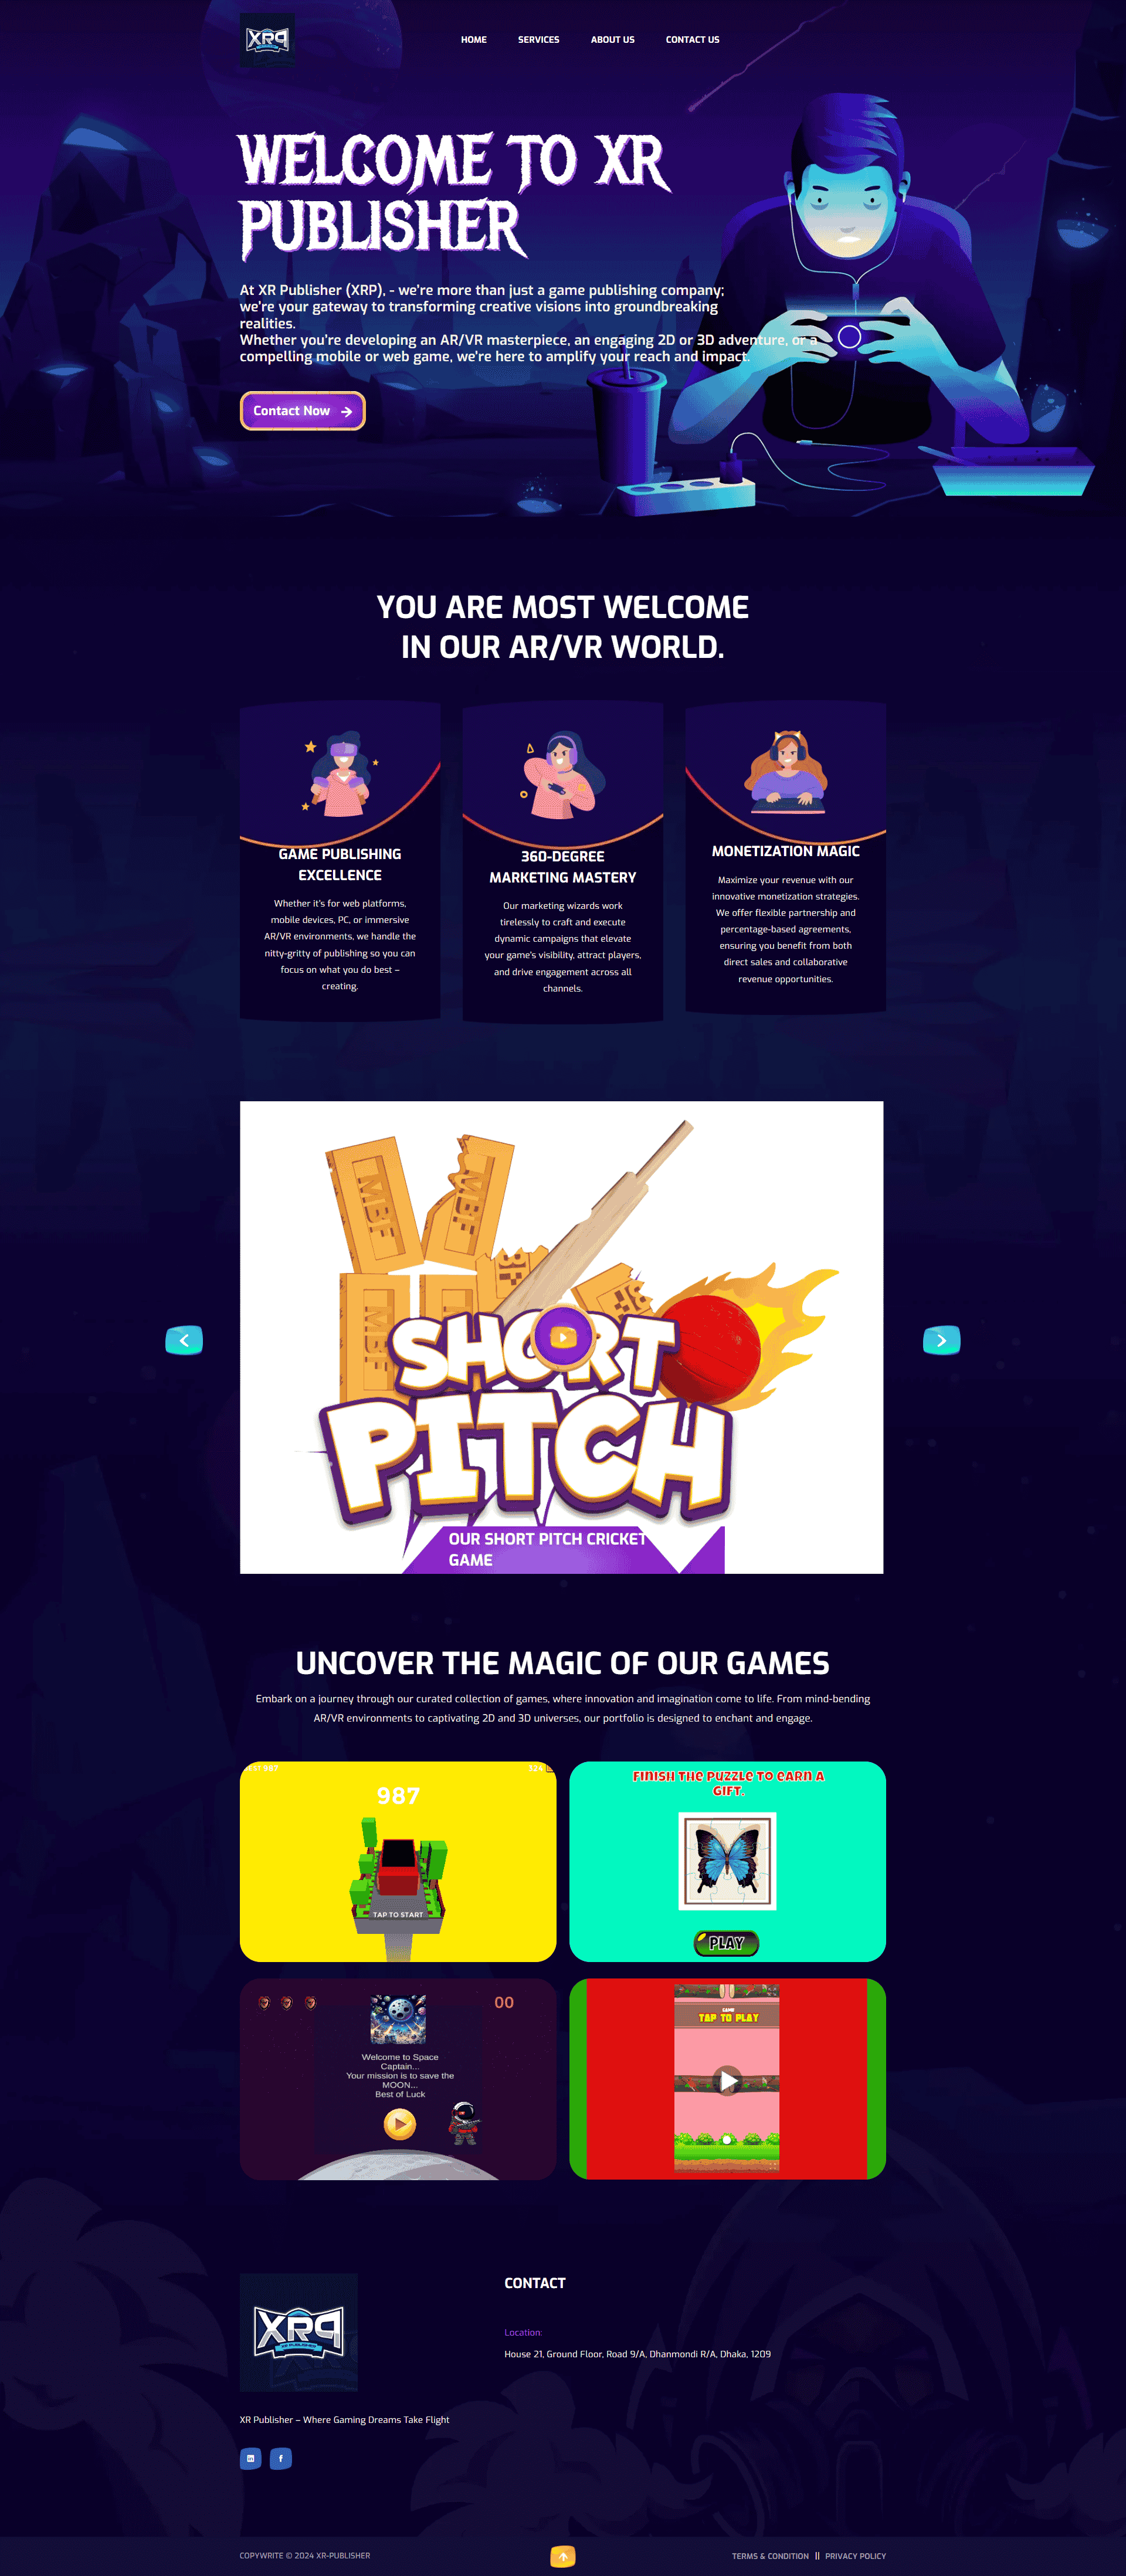 XRP
HOME SERVICES ABOUT US CONTACT US
WELCOME TO XR
PUBLISHER
At XR Publisher (XRP), - we're more than just a game publishing company;
we're your gateway to transforming creative visions into groundbreaking
realities.
Whether you're developing an AR/VR masterpiece, an engaging 2D or 3D adventure, or a
compelling mobile or web game, we're here to amplify your reach and impact.
Contact Now
YOU ARE MOST WELCOME
IN OUR AR/VR WORLD.
GAME PUBLISHING
EXCELLENCE
Whether it's for web platforms,
mobile devices, PC, or immersive
AR/VR environments, we handle the
nitty-gritty of publishing so you can
focus on what you do best –
creating.
360-DEGREE
MARKETING MASTERY
Our marketing wizards work
tirelessly to craft and execute
dynamic campaigns that elevate
your game's visibility, attract players,
and drive engagement across all
channels.
MONETIZATION MAGIC
Maximize your revenue with our
innovative monetization strategies.
We offer flexible partnership and
percentage-based agreements,
ensuring you benefit from both
direct sales and collaborative
revenue opportunities.
MBF
MBF
MBF
SHORT
PITCH
OUR SHORT PITCH CRICKET
GAME
UNCOVER THE MAGIC OF OUR GAMES
Embark on a journey through our curated collection of games, where innovation and imagination come to life. From mind-bending
AR/VR environments to captivating 2D and 3D universes, our portfolio is designed to enchant and engage.
987 324
987
TAP TO START
FINISH THE PUZZLE TO EARN A
GIFT.
PLAY
00
Welcome to Space
Captain...
Your mission is to save the
MOON...
Best of Luck
GAME
TAP TO PLAY
XRP
XR PUBLISHER
XR Publisher – Where Gaming Dreams Take Flight
CONTACT
Location:
House 21, Ground Floor, Road 9/A, Dhanmondi R/A, Dhaka, 1209
COPYWRITE © 2024 XR-PUBLISHER
TERMS & CONDITION || PRIVACY POLICY